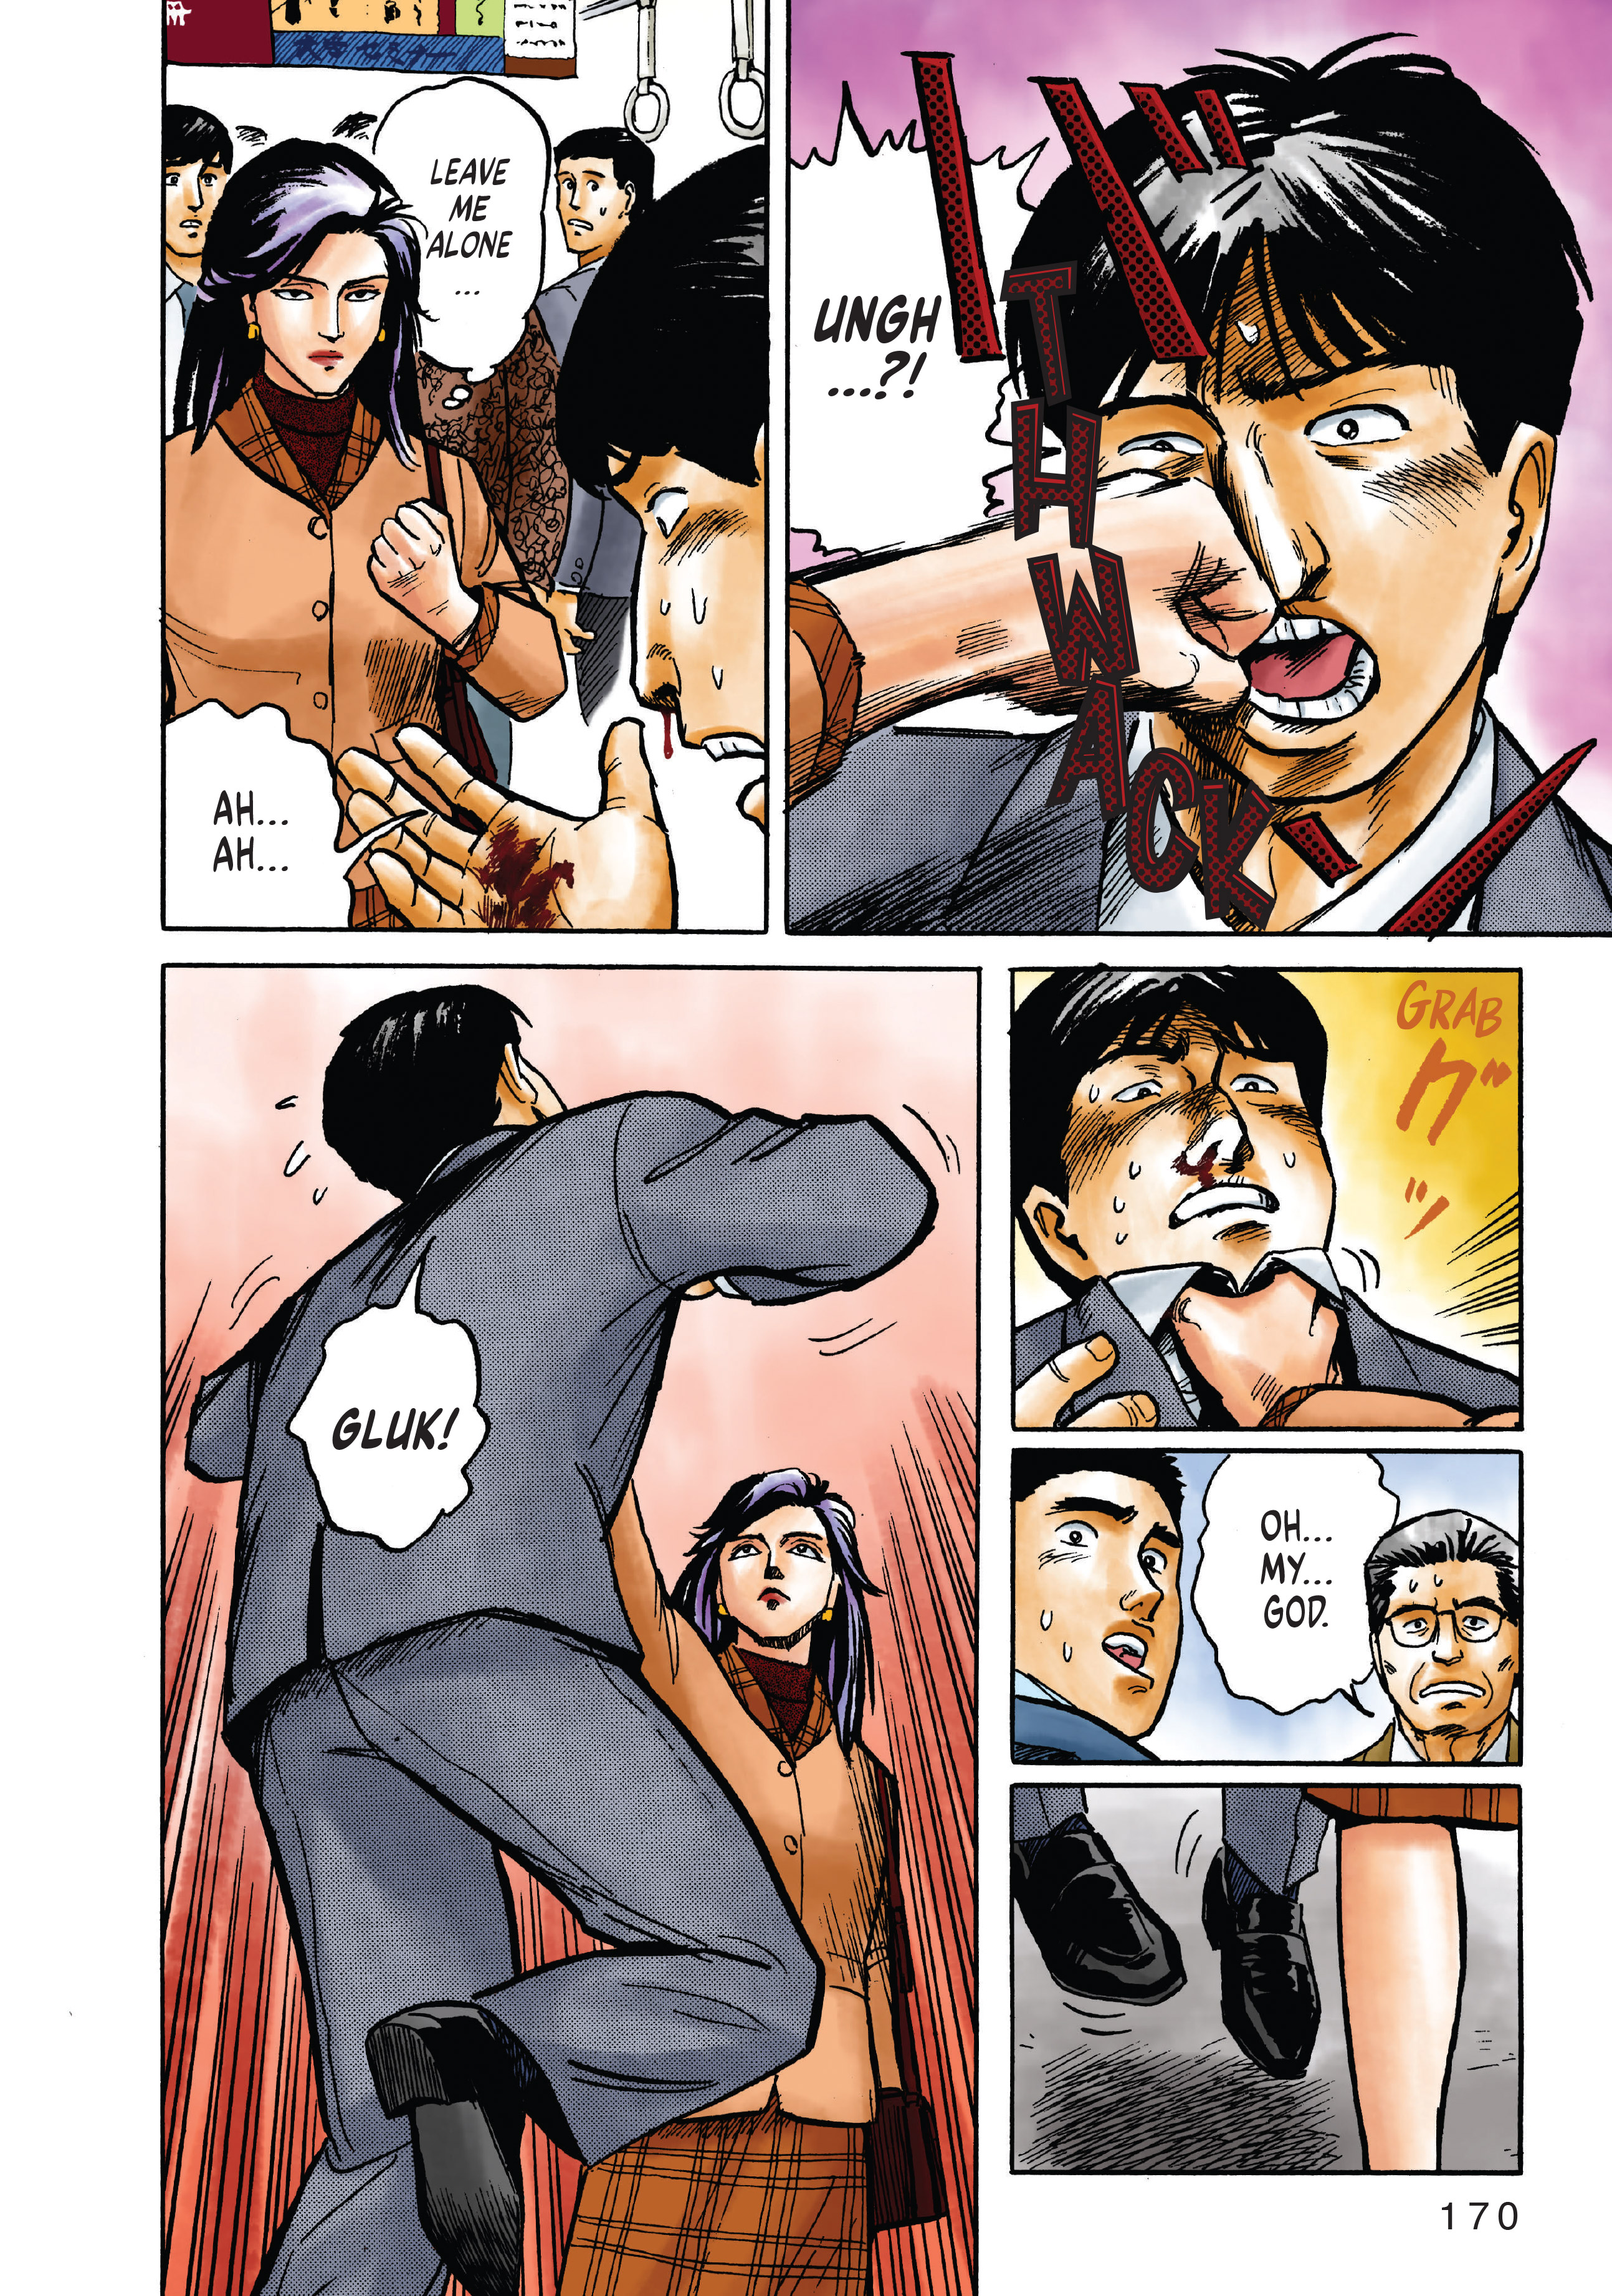 UNGH
...?!
THWACK
LEAVE
ME
ALONE
...
AH...
AH...
GRAB
グッ
OH...
MY...
GOD.
GLUK!
170